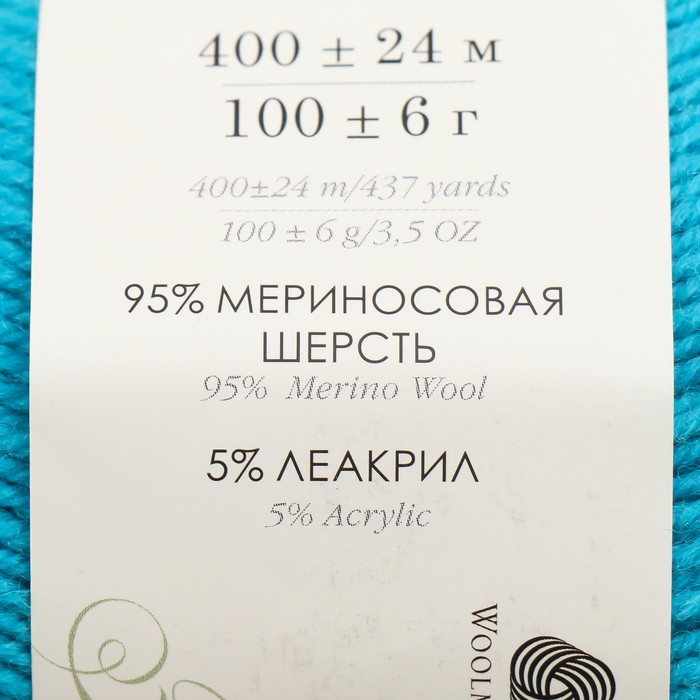 400 ± 24 м
100 ± 6 г
400±24 m/437 yards
100 ± 6 g/3,5 OZ
95% МЕРИНОСОВАЯ
ШЕРСТЬ
95% Merino Wool
5% ЛЕАКРИЛ
5% Acrylic